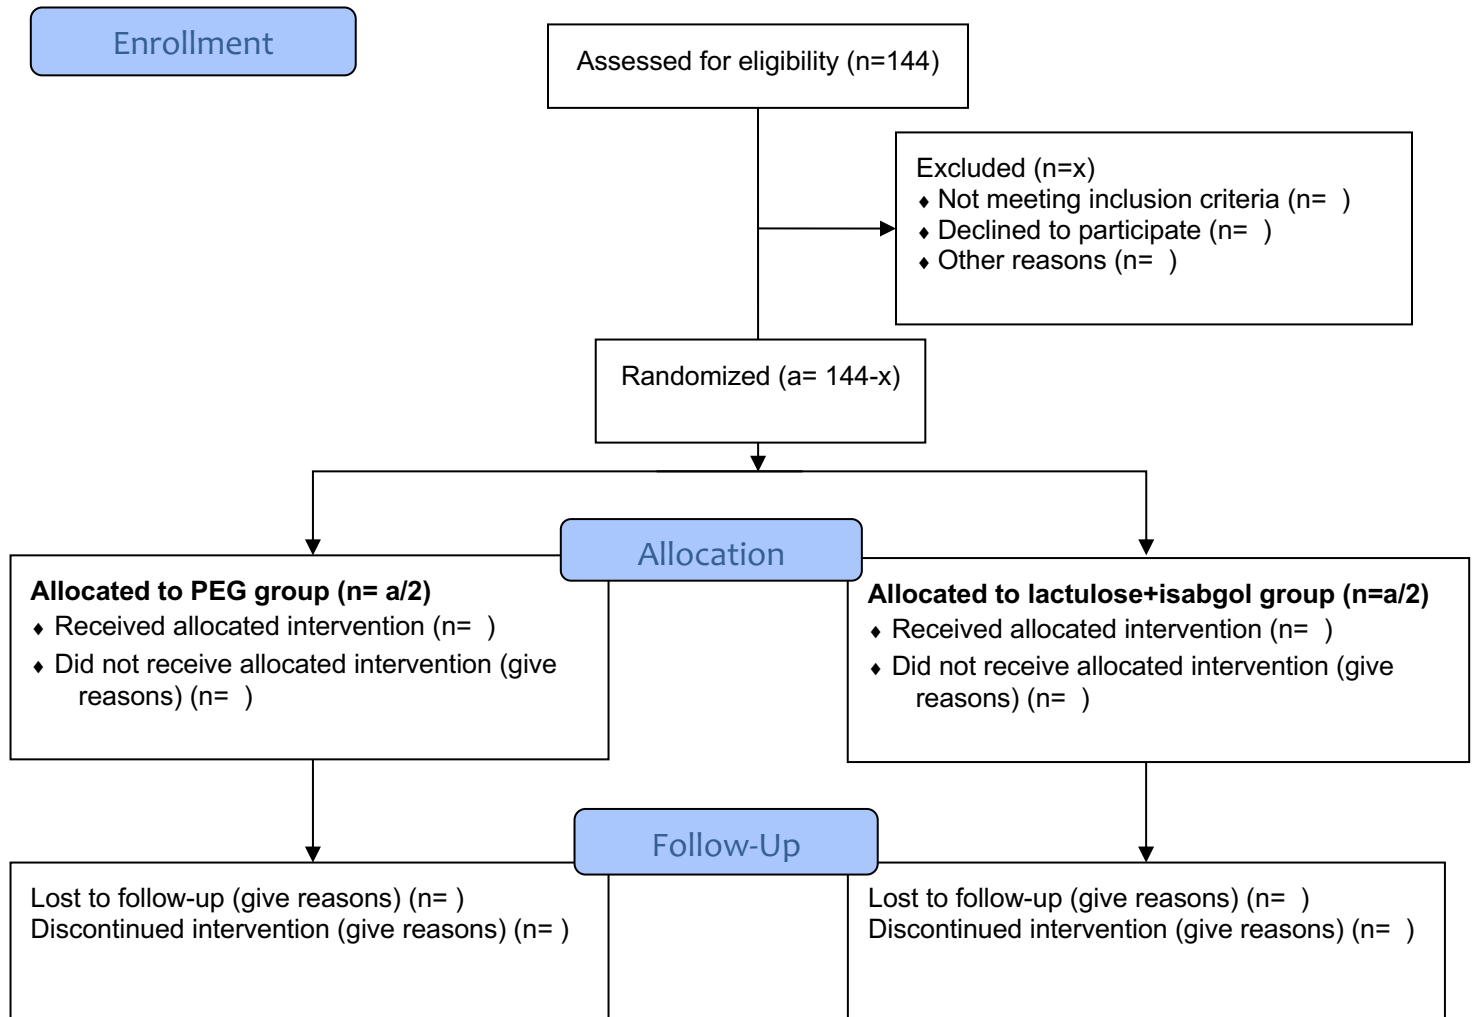 Enrollment
Assessed for eligibility (n=144)
Excluded (n=x)
♦ Not meeting inclusion criteria (n=  )
♦ Declined to participate (n=  )
♦ Other reasons (n=  )
Randomized (a= 144-x)
Allocation
Allocated to PEG group (n= a/2)
♦ Received allocated intervention (n=  )
♦ Did not receive allocated intervention (give
reasons) (n=  )
Allocated to lactulose+isabgol group (n=a/2)
♦ Received allocated intervention (n=  )
♦ Did not receive allocated intervention (give
reasons) (n=  )
Follow-Up
Lost to follow-up (give reasons) (n= )
Discontinued intervention (give reasons) (n= )
Lost to follow-up (give reasons) (n=  )
Discontinued intervention (give reasons) (n=  )